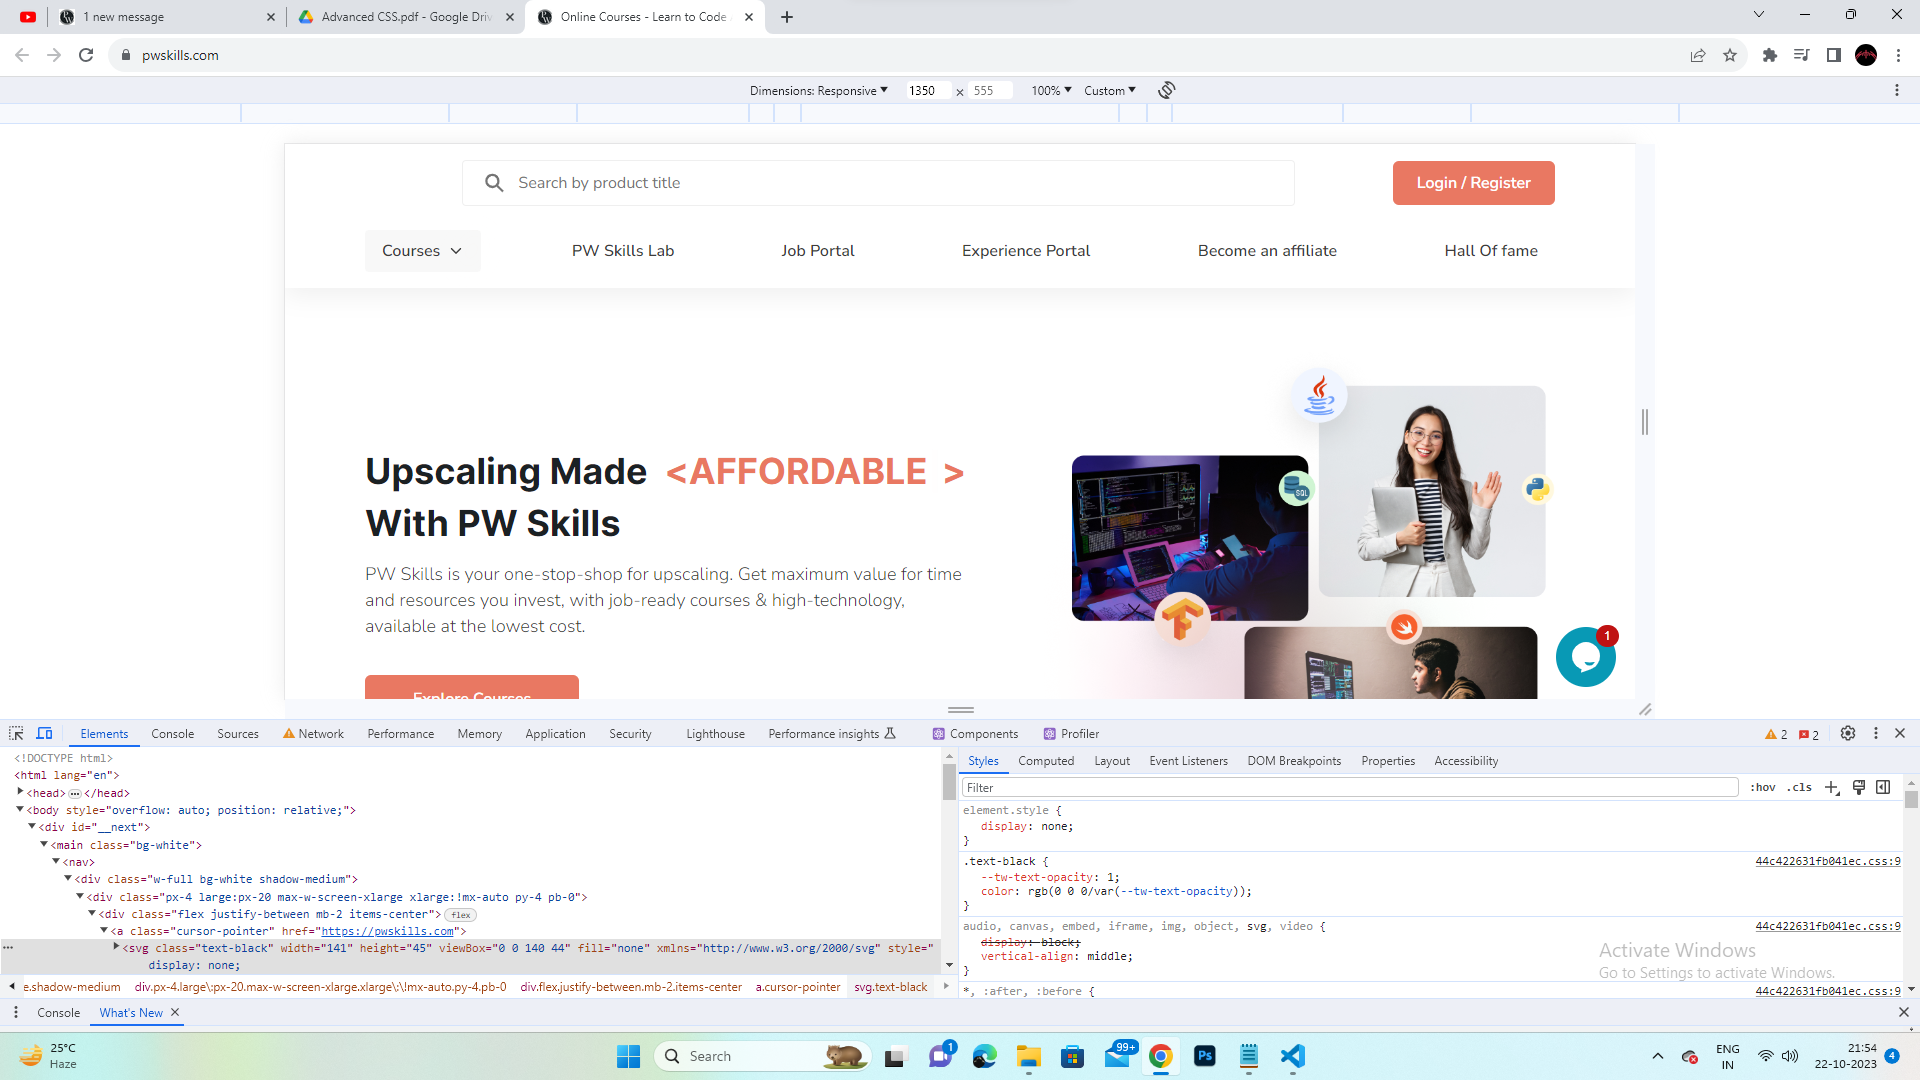 1 new message
Advanced CSS.pdf - Google Driv
Online Courses - Learn to Code
pwskills.com
Dimensions: Responsive 1350 × 555 100% Custom
Search by product title
Login / Register
Courses
PW Skills Lab
Job Portal
Experience Portal
Become an affiliate
Hall Of fame
Upscaling Made <AFFORDABLE >
With PW Skills
PW Skills is your one-stop-shop for upscaling. Get maximum value for time
and resources you invest, with job-ready courses & high-technology,
available at the lowest cost.
Explore Courses
SQL
1
Elements Console Sources Network Performance Memory Application Security Lighthouse Performance insights Components Profiler 2 2
<!DOCTYPE html>
<html lang="en">
<head> … </head>
<body style="overflow: auto; position: relative;">
<div id="__next">
<main class="bg-white">
<nav>
<div class="w-full bg-white shadow-medium">
<div class="px-4 large:px-20 max-w-screen-xlarge xlarge:!mx-auto py-4 pb-0">
<div class="flex justify-between mb-2 items-center"> flex
<a class="cursor-pointer" href="https://pwskills.com">
<svg class="text-black" width="141" height="45" viewBox="0 0 140 44" fill="none" xmlns="http://www.w3.org/2000/svg" style="
display: none;
e.shadow-medium div.px-4.large\:px-20.max-w-screen-xlarge.xlarge\:\!mx-auto.py-4.pb-0 div.flex.justify-between.mb-2.items-center a.cursor-pointer svg.text-black
Styles Computed Layout Event Listeners DOM Breakpoints Properties Accessibility
Filter
:hov .cls
element.style {
display: none;
}
.text-black { 44c422631fb041ec.css:9
--tw-text-opacity: 1;
color: rgb(0 0 0/var(--tw-text-opacity));
}
audio, canvas, embed, iframe, img, object, svg, video { 44c422631fb041ec.css:9
display: block;
vertical-align: middle;
}
*, :after, :before { 44c422631fb041ec.css:9
Activate Windows
Go to Settings to activate Windows.
Console What's New
25°C
Haze
Search
1
99+
Ps
ENG
IN
21:54
22-10-2023
4